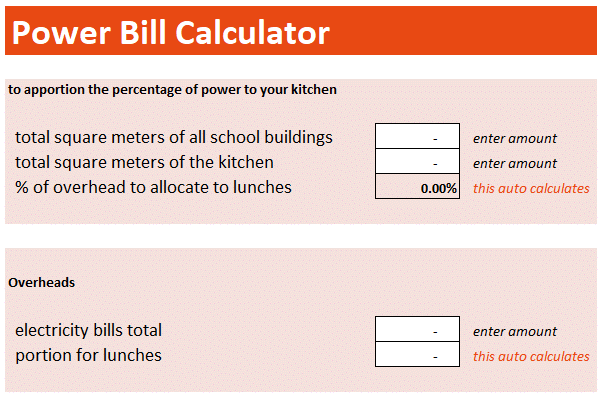 Power Bill Calculator
to apportion the percentage of power to your kitchen
total square meters of all school buildings - enter amount
total square meters of the kitchen - enter amount
% of overhead to allocate to lunches 0.00% this auto calculates
Overheads
electricity bills total - enter amount
portion for lunches - this auto calculates